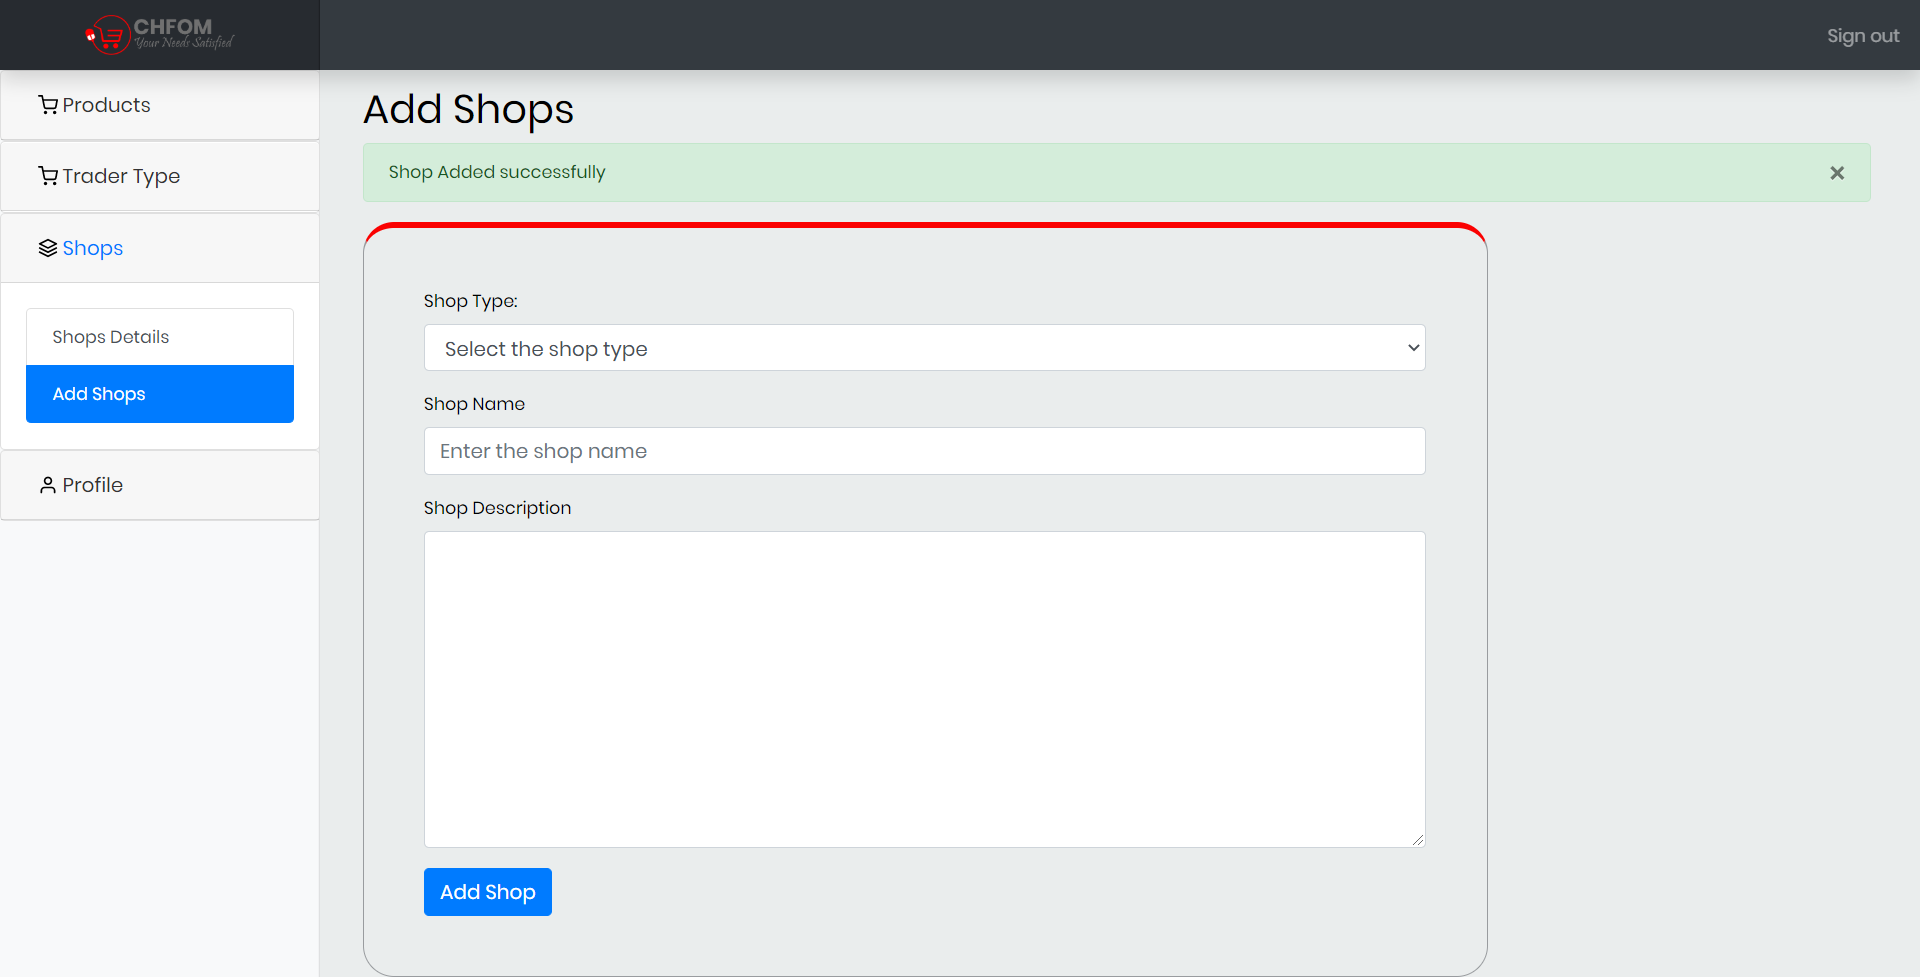 CHFOM
Your Needs Satisfied
Sign out
Products
Trader Type
Shops
Shops Details
Add Shops
Profile
Add Shops
Shop Added successfully
×
Shop Type:
Select the shop type
Shop Name
Enter the shop name
Shop Description
Add Shop